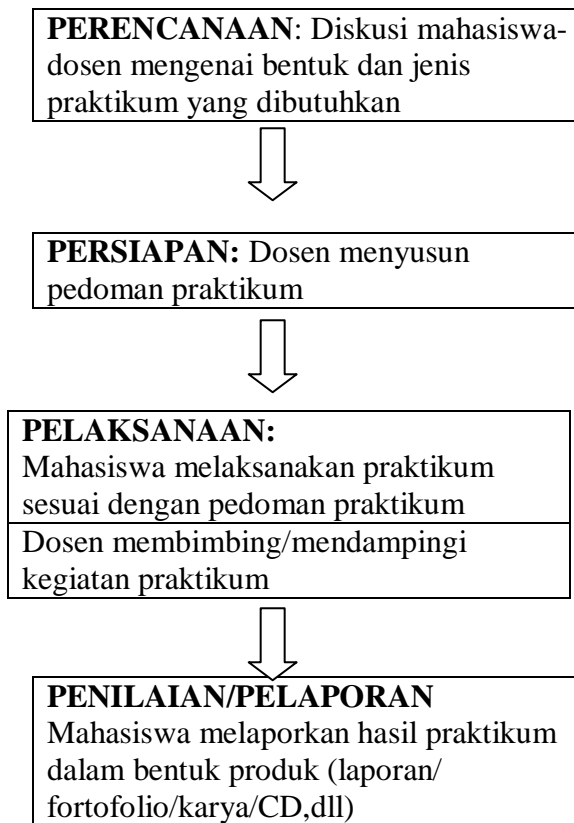 PERENCANAAN: Diskusi mahasiswa-
dosen mengenai bentuk dan jenis
praktikum yang dibutuhkan
PERSIAPAN: Dosen menyusun
pedoman praktikum
PELAKSANAAN:
Mahasiswa melaksanakan praktikum
sesuai dengan pedoman praktikum
Dosen membimbing/mendampingi
kegiatan praktikum
PENILAIAN/PELAPORAN
Mahasiswa melaporkan hasil praktikum
dalam bentuk produk (laporan/
fortofolio/karya/CD,dll)